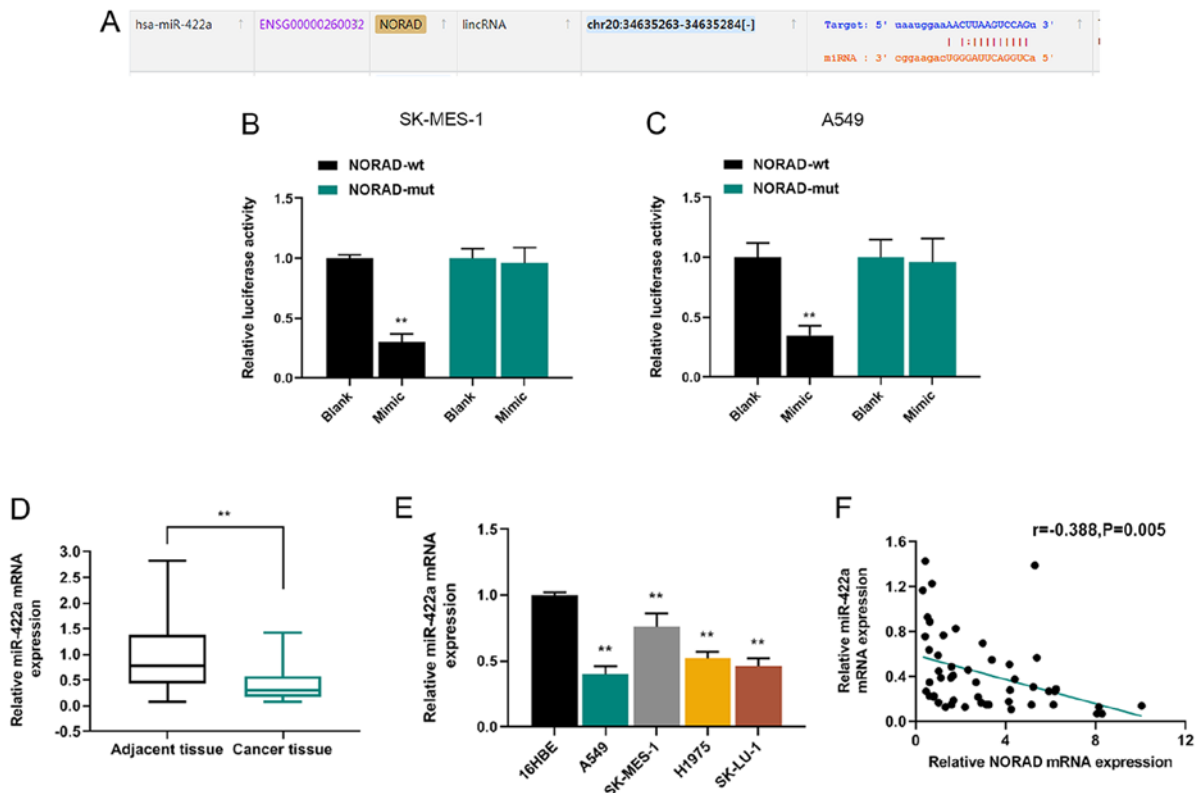 A
hsa-miR-422a ↑ ENSG00000260032 NORAD ↑ lincRNA ↑ chr20:34635263-34635284[-] ↑ Target: 5' uaauggaaAACUUAAGUCCAGu 3' ↑
miRNA : 3' cggaagacUGGGAUUCAGGUCa 5'
B
SK-MES-1
NORAD-wt
NORAD-mut
Relative luciferase activity
1.5
1.0
0.5
0.0
**
Blank Mimic Blank Mimic
C
A549
NORAD-wt
NORAD-mut
Relative luciferase activity
1.5
1.0
0.5
0.0
**
Blank Mimic Blank Mimic
D
**
Relative miR-422a mRNA
expression
3.0
2.5
2.0
1.5
1.0
0.5
0.0
-0.5
Adjacent tissue Cancer tissue
E
Relative miR-422a mRNA
expression
1.5
1.0
0.5
0.0
** ** ** **
16HBE A549 SK-MES-1 H1975 SK-LU-1
F
r=-0.388,P=0.005
Relative miR-422a
mRNA expression
1.6
1.2
0.8
0.4
0.0
0 4 8 12
Relative NORAD mRNA expression